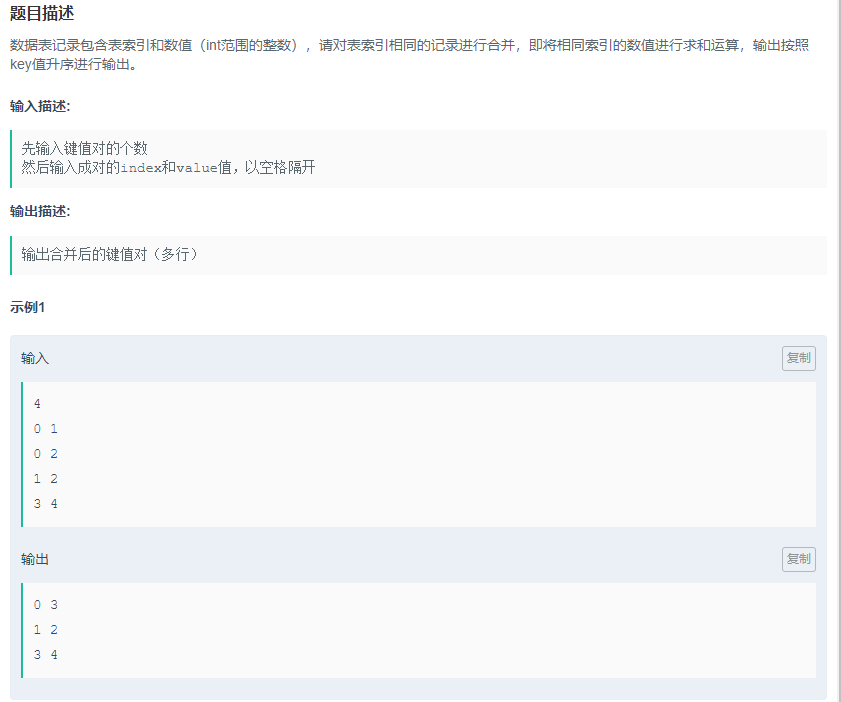 题目描述
数据表记录包含表索引和数值（int范围的整数），请对表索引相同的记录进行合并，即将相同索引的数值进行求和运算，输出按照
key值升序进行输出。
输入描述:
先输入键值对的个数
然后输入成对的index和value值，以空格隔开
输出描述:
输出合并后的键值对（多行）
示例1
输入
复制
4
0 1
0 2
1 2
3 4
输出
复制
0 3
1 2
3 4